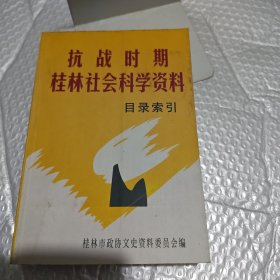 抗战时期
桂林社会科学资料
目录索引
桂林市政协文史资料委员会编